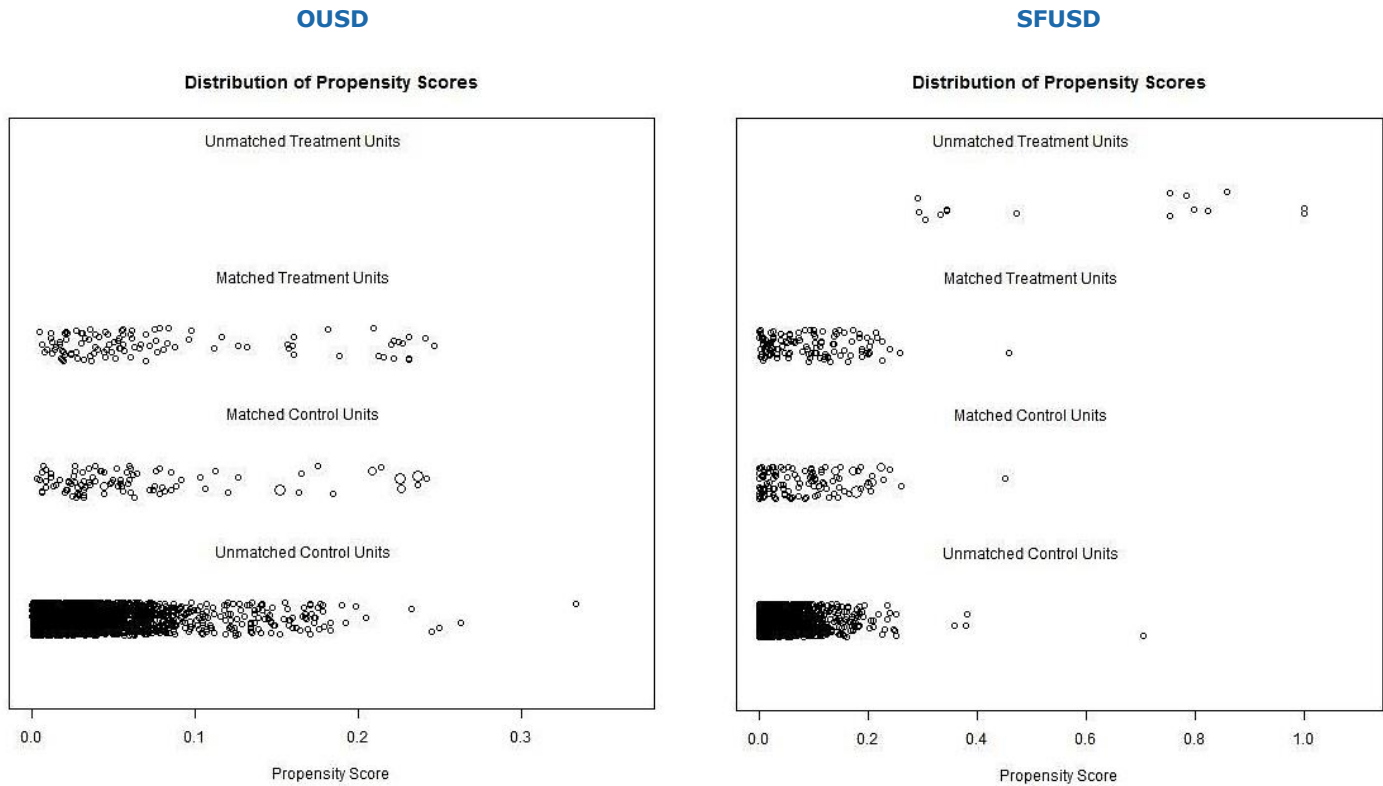 OUSD
Distribution of Propensity Scores
Unmatched Treatment Units
Matched Treatment Units
Matched Control Units
Unmatched Control Units
0.0 0.1 0.2 0.3
Propensity Score
SFUSD
Distribution of Propensity Scores
Unmatched Treatment Units
Matched Treatment Units
Matched Control Units
Unmatched Control Units
0.0 0.2 0.4 0.6 0.8 1.0
Propensity Score